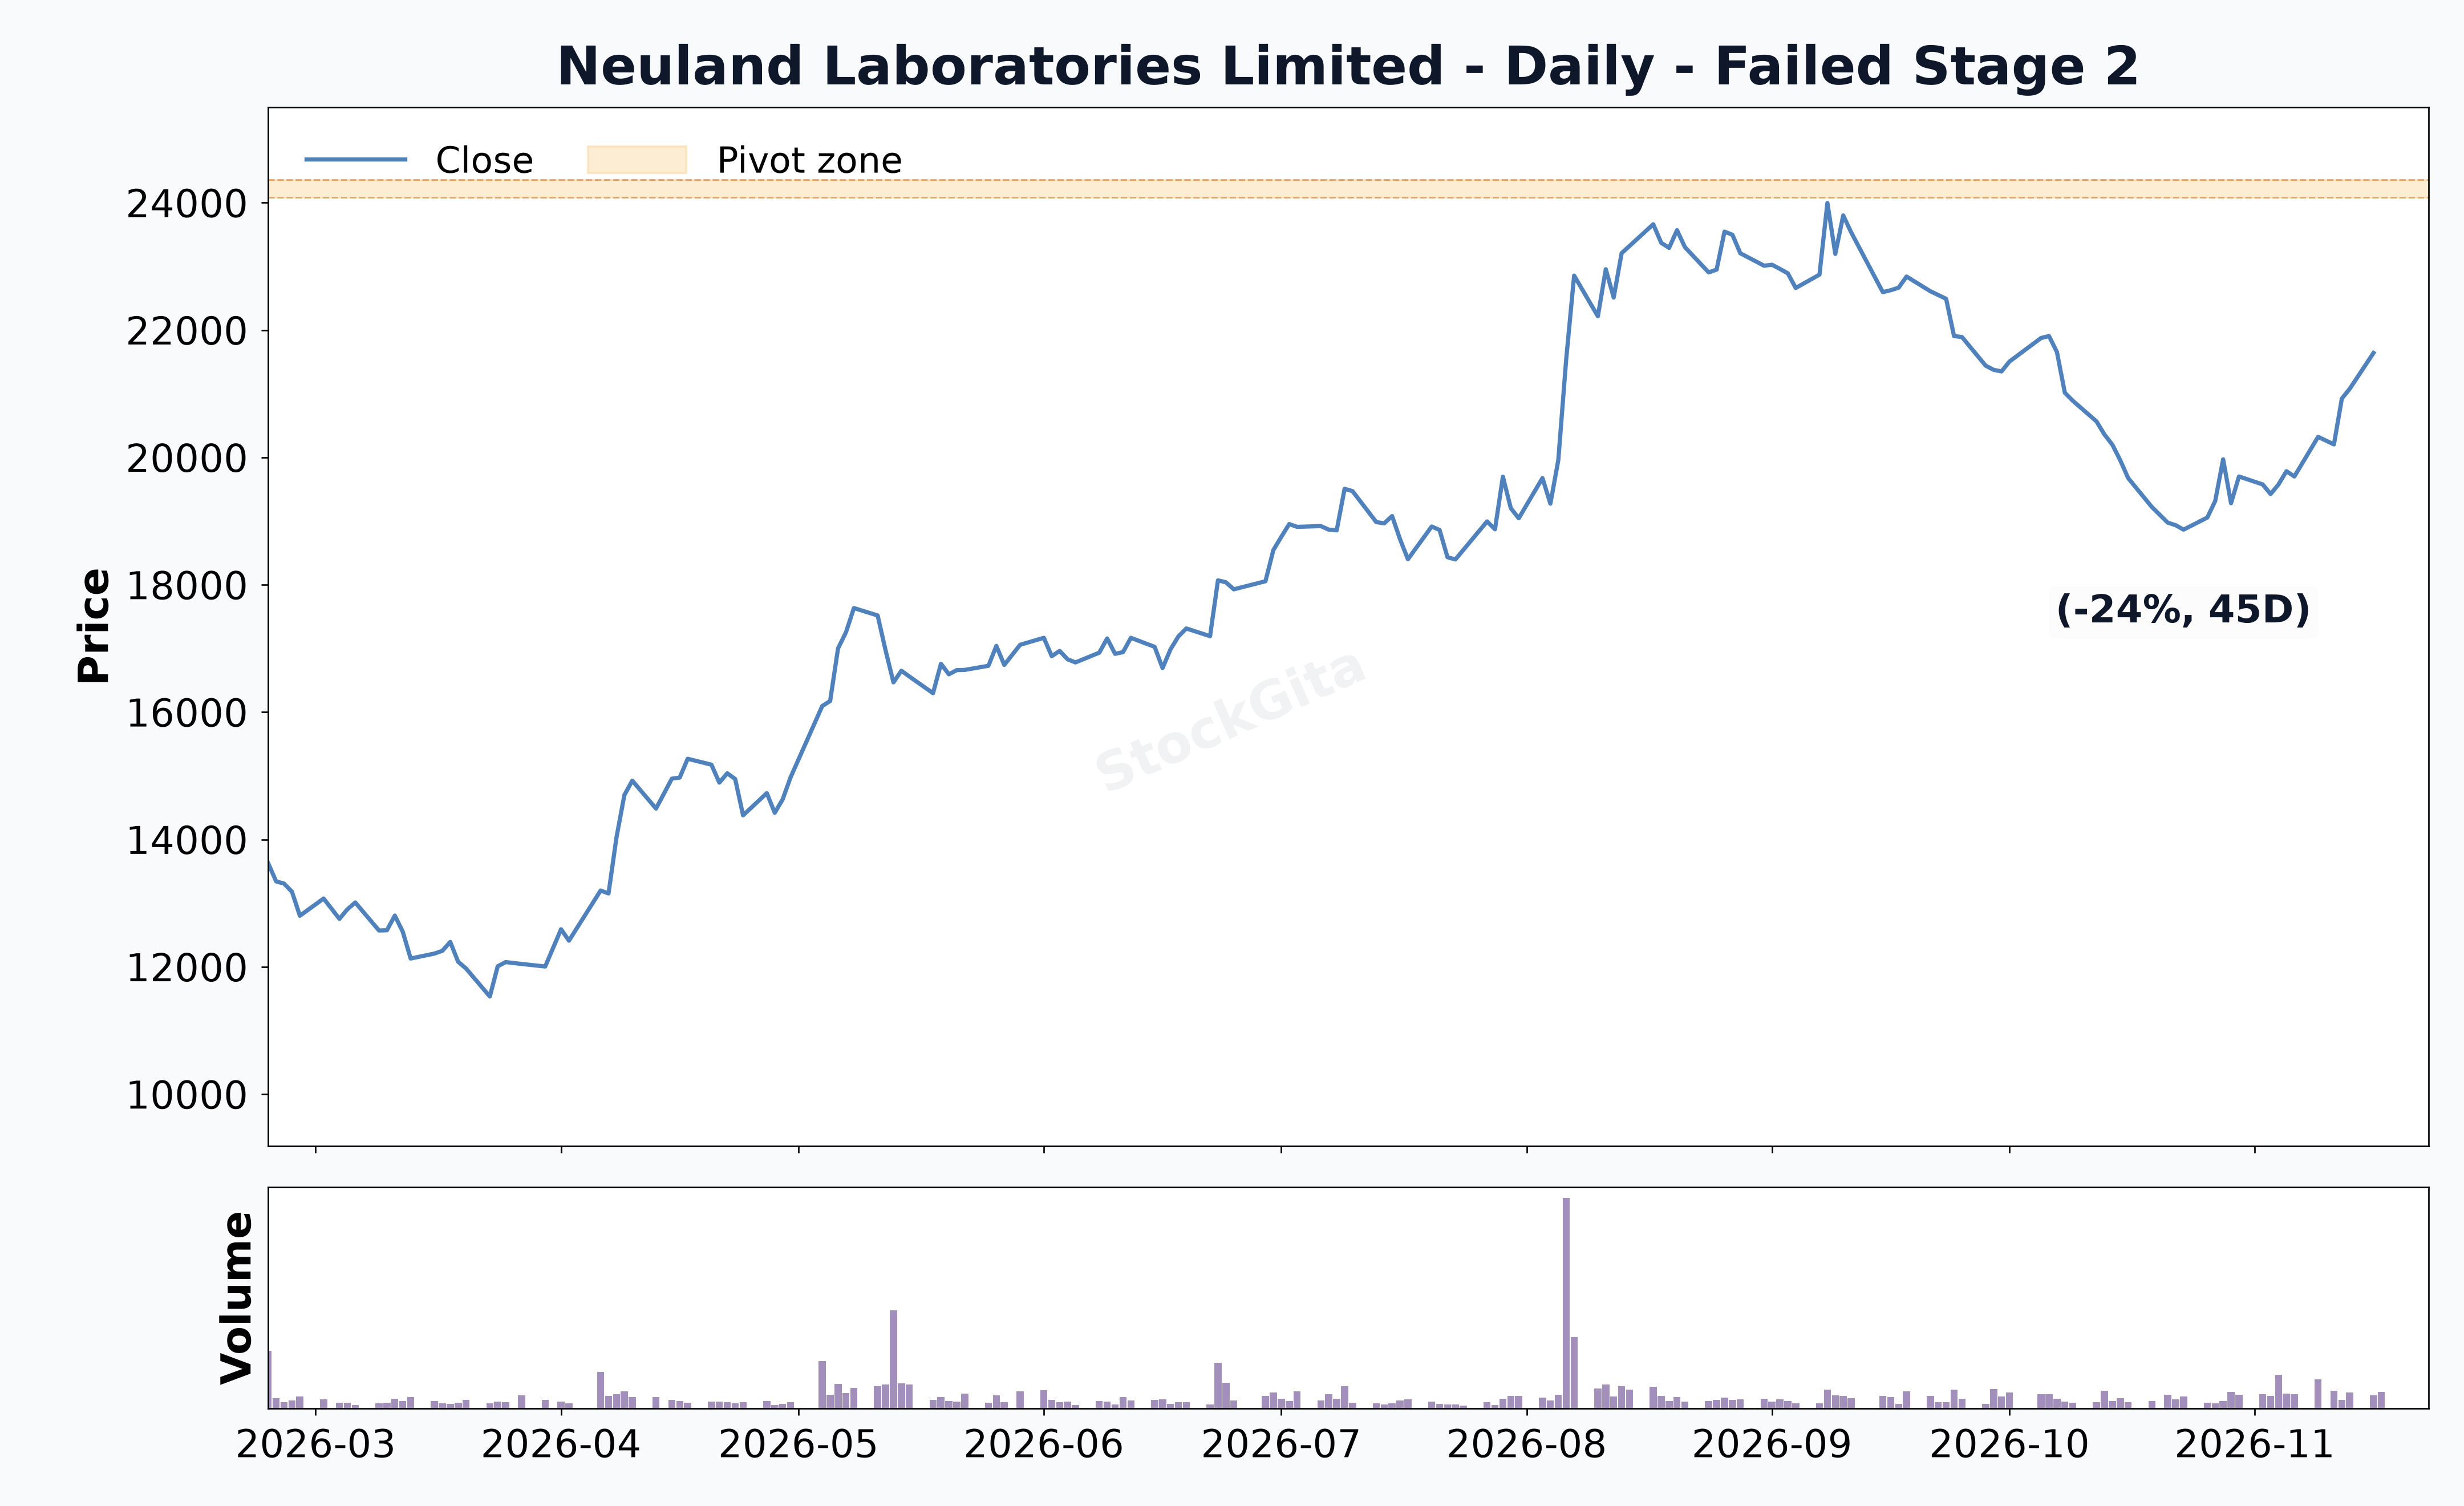 Neuland Laboratories Limited - Daily - Failed Stage 2
Close
Pivot zone
24000
22000
20000
18000
16000
14000
12000
10000
Price
(-24%, 45D)
StockGita
Volume
2026-03
2026-04
2026-05
2026-06
2026-07
2026-08
2026-09
2026-10
2026-11